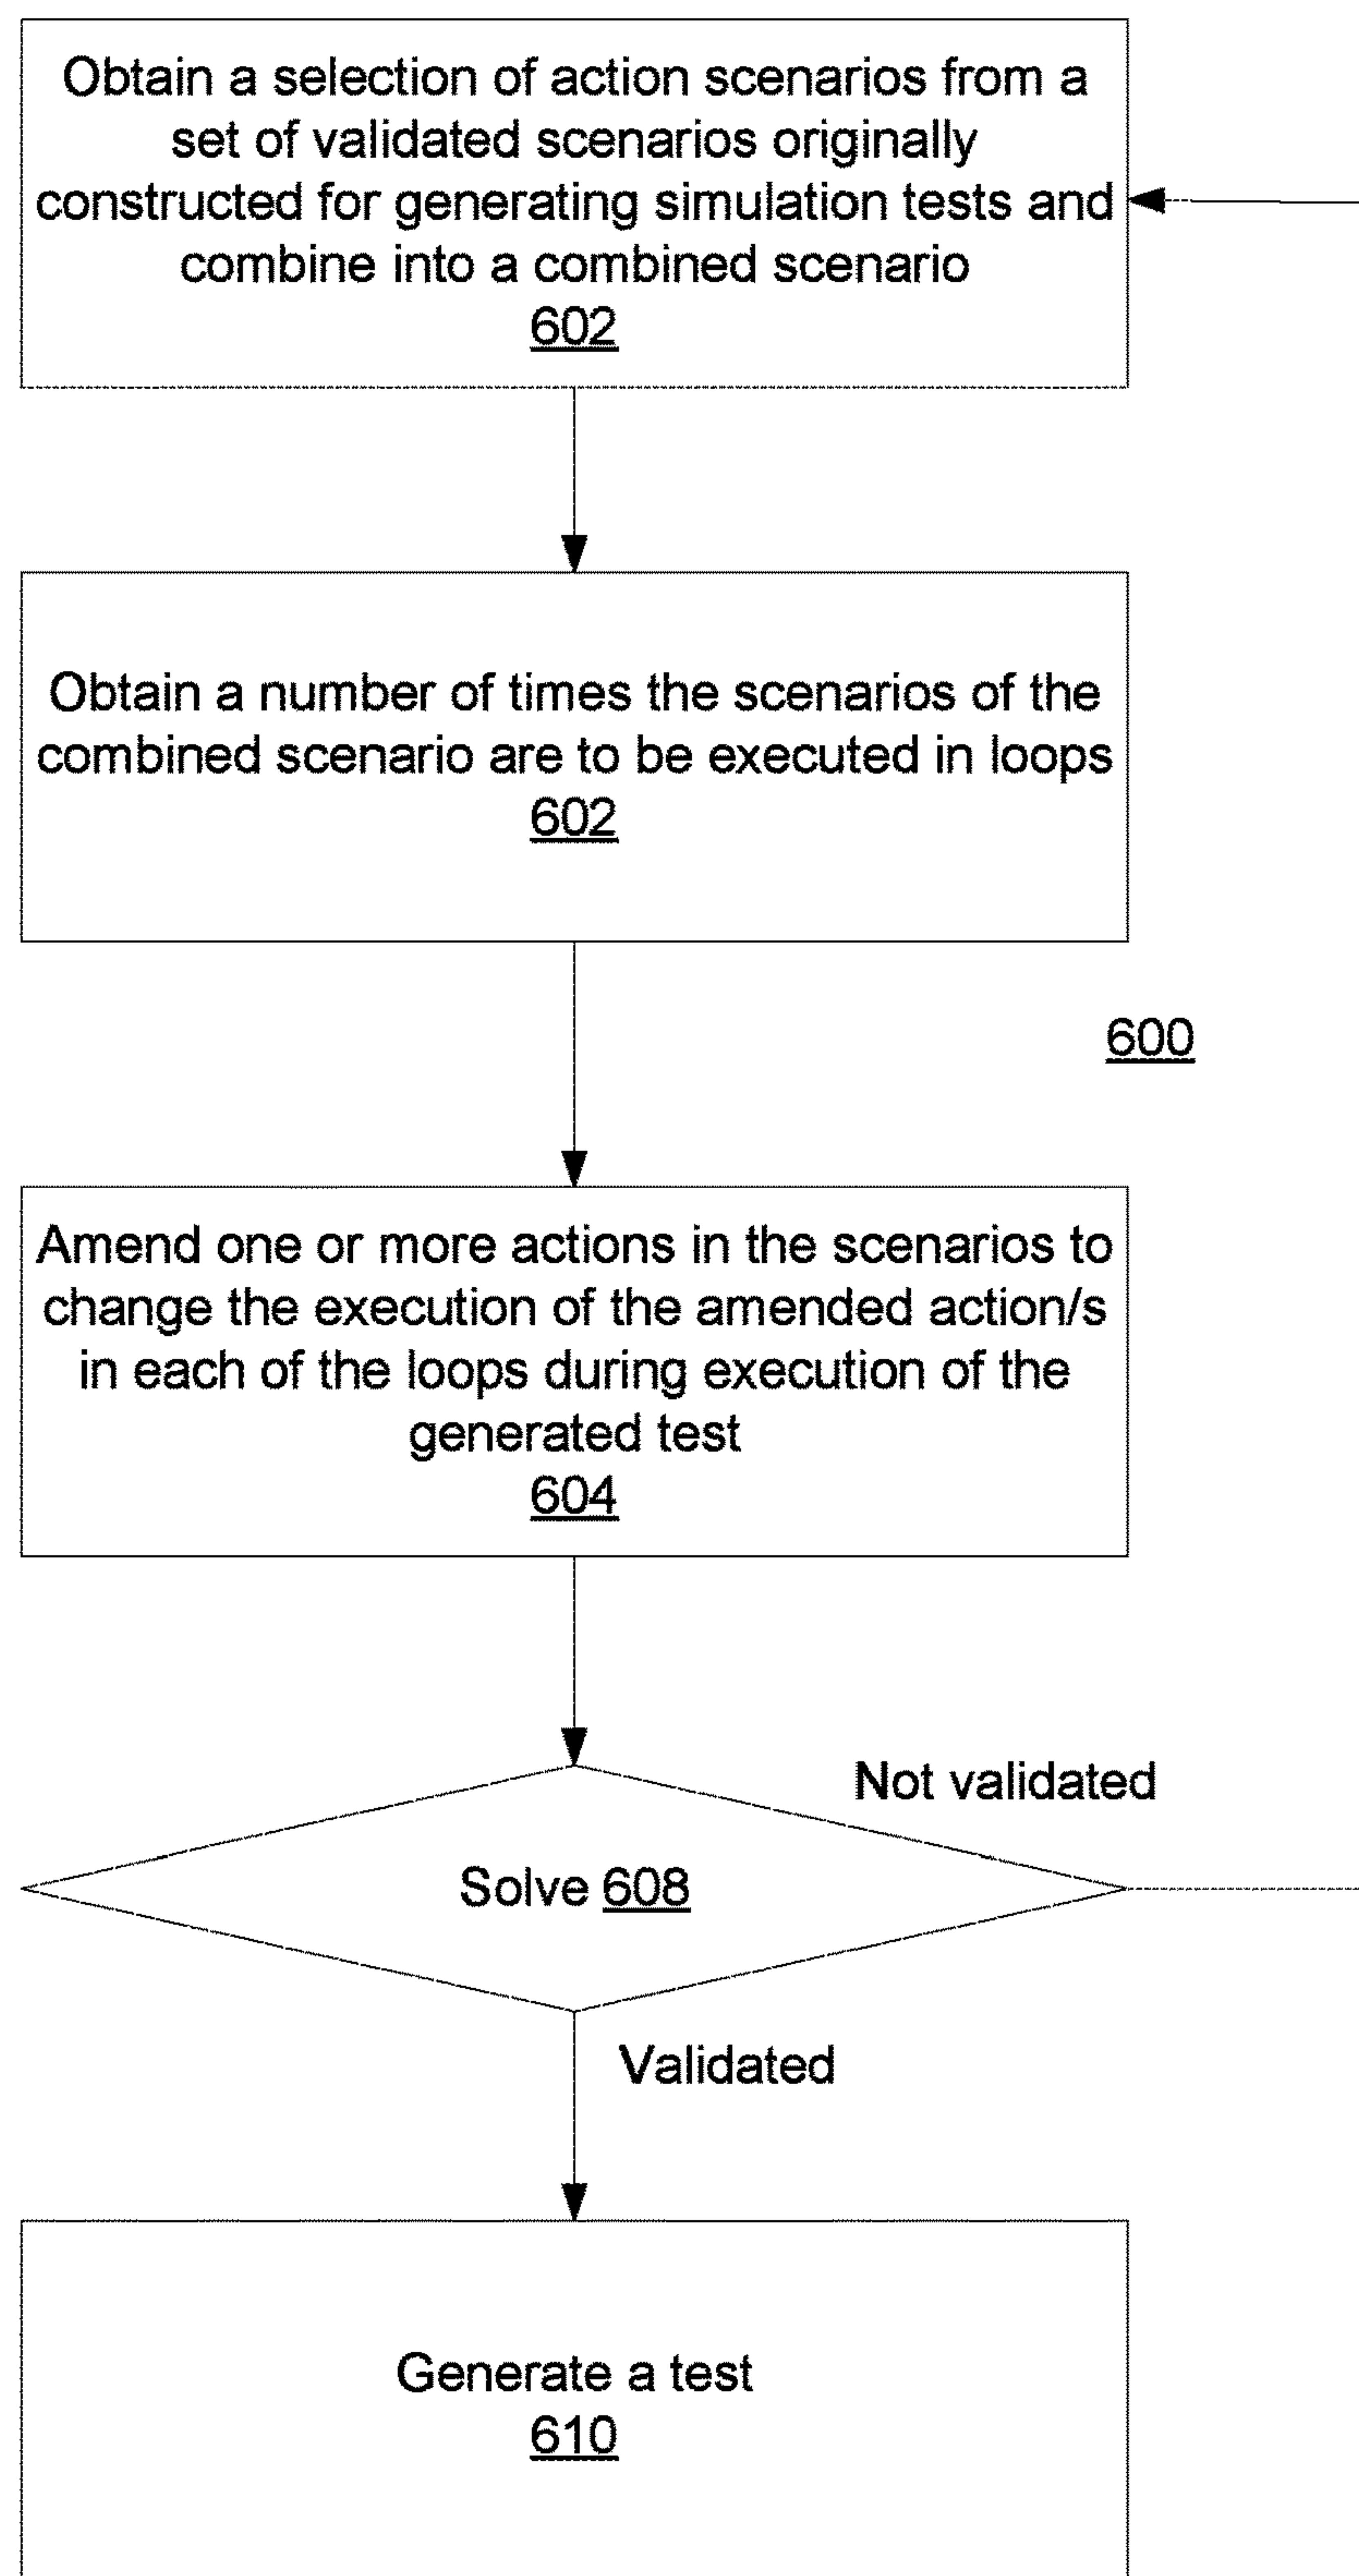 Obtain a selection of action scenarios from a
set of validated scenarios originally
constructed for generating simulation tests and
combine into a combined scenario
602
Obtain a number of times the scenarios of the
combined scenario are to be executed in loops
602
600
Amend one or more actions in the scenarios to
change the execution of the amended action/s
in each of the loops during execution of the
generated test
604
Not validated
Solve 608
Validated
Generate a test
610